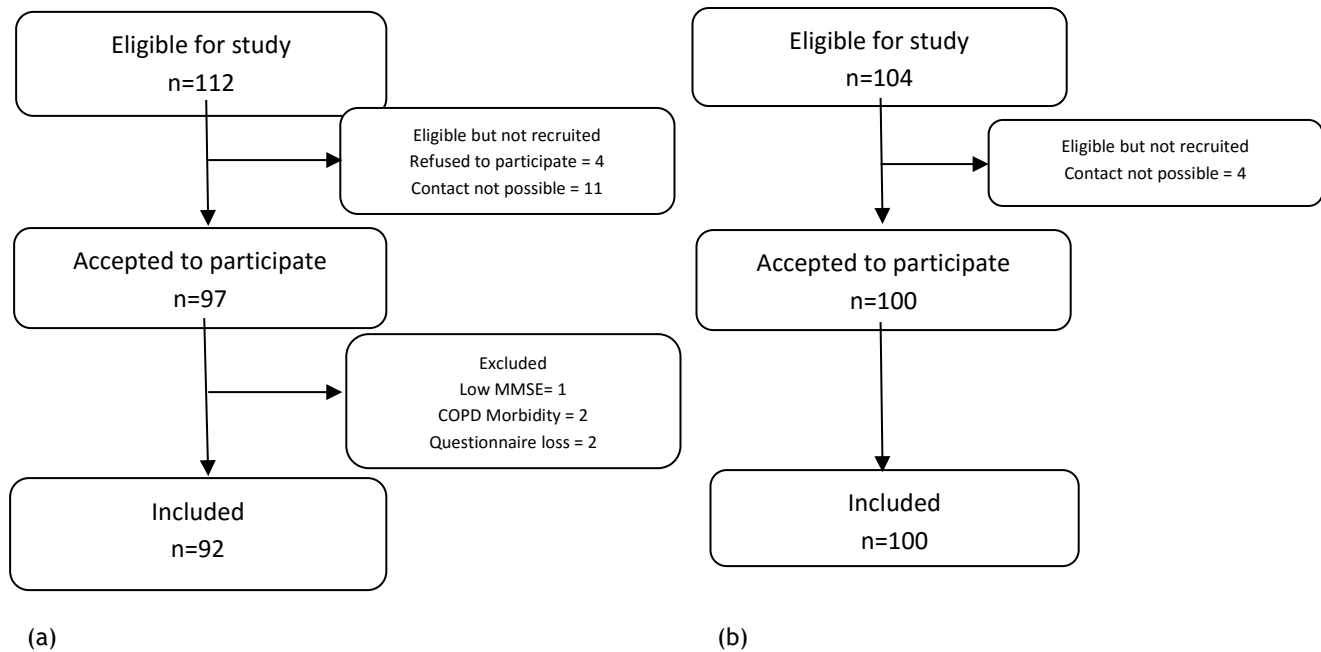 Eligible for study
n=112
Eligible but not recruited
Refused to participate = 4
Contact not possible = 11
Accepted to participate
n=97
Excluded
Low MMSE= 1
COPD Morbidity = 2
Questionnaire loss = 2
Included
n=92
(a)
Eligible for study
n=104
Eligible but not recruited
Contact not possible = 4
Accepted to participate
n=100
Included
n=100
(b)